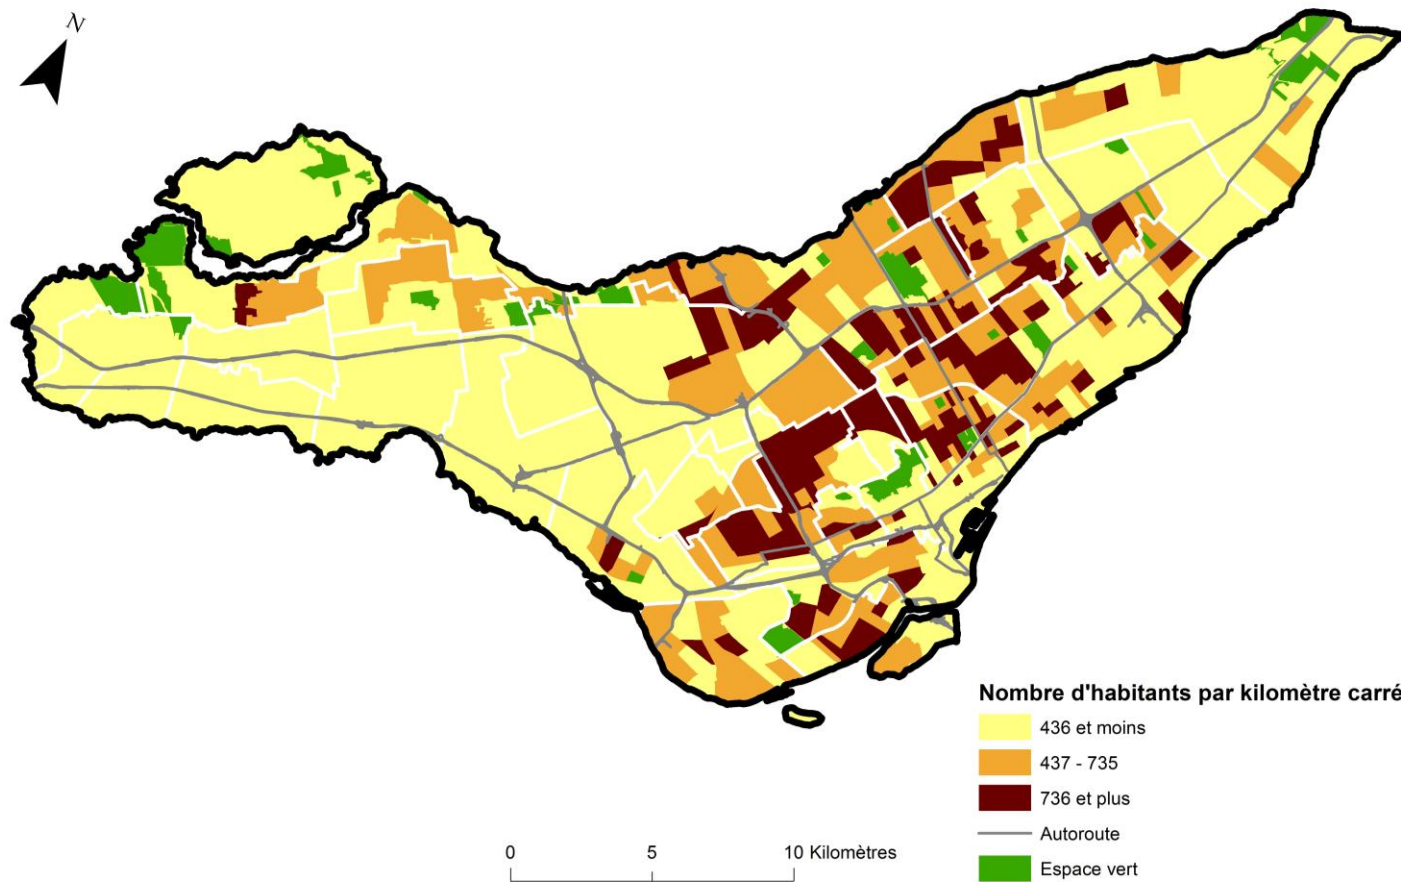 N
Nombre d'habitants par kilomètre carré
436 et moins
437 - 735
736 et plus
Autoroute
Espace vert
0 5 10 Kilomètres